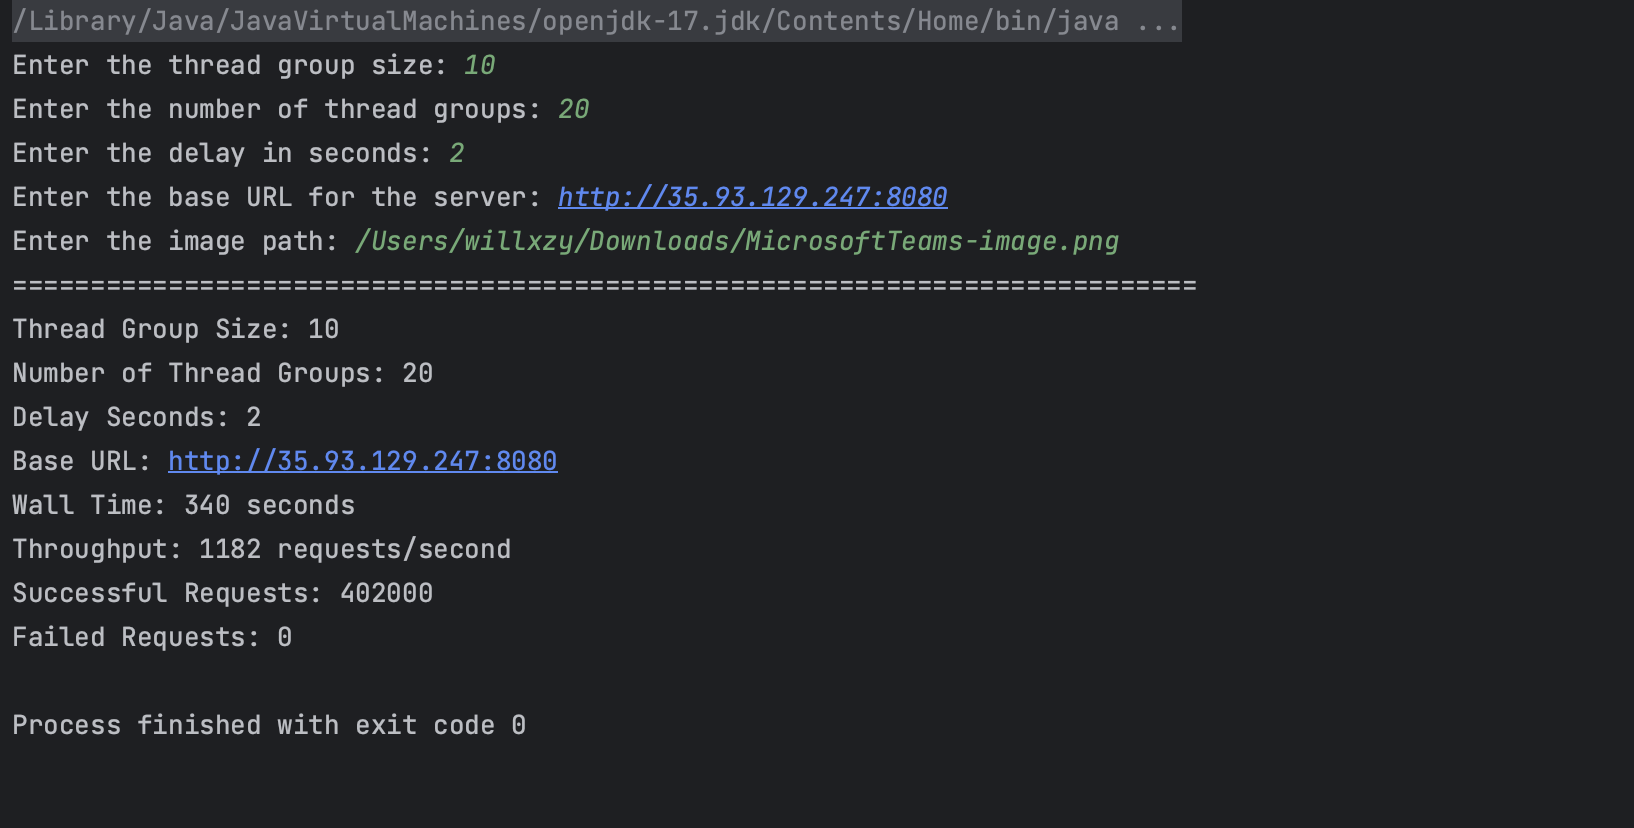 /Library/Java/JavaVirtualMachines/openjdk-17.jdk/Contents/Home/bin/java ...
Enter the thread group size: 10
Enter the number of thread groups: 20
Enter the delay in seconds: 2
Enter the base URL for the server: http://35.93.129.247:8080
Enter the image path: /Users/willxzy/Downloads/MicrosoftTeams-image.png
============================================================================
Thread Group Size: 10
Number of Thread Groups: 20
Delay Seconds: 2
Base URL: http://35.93.129.247:8080
Wall Time: 340 seconds
Throughput: 1182 requests/second
Successful Requests: 402000
Failed Requests: 0
Process finished with exit code 0